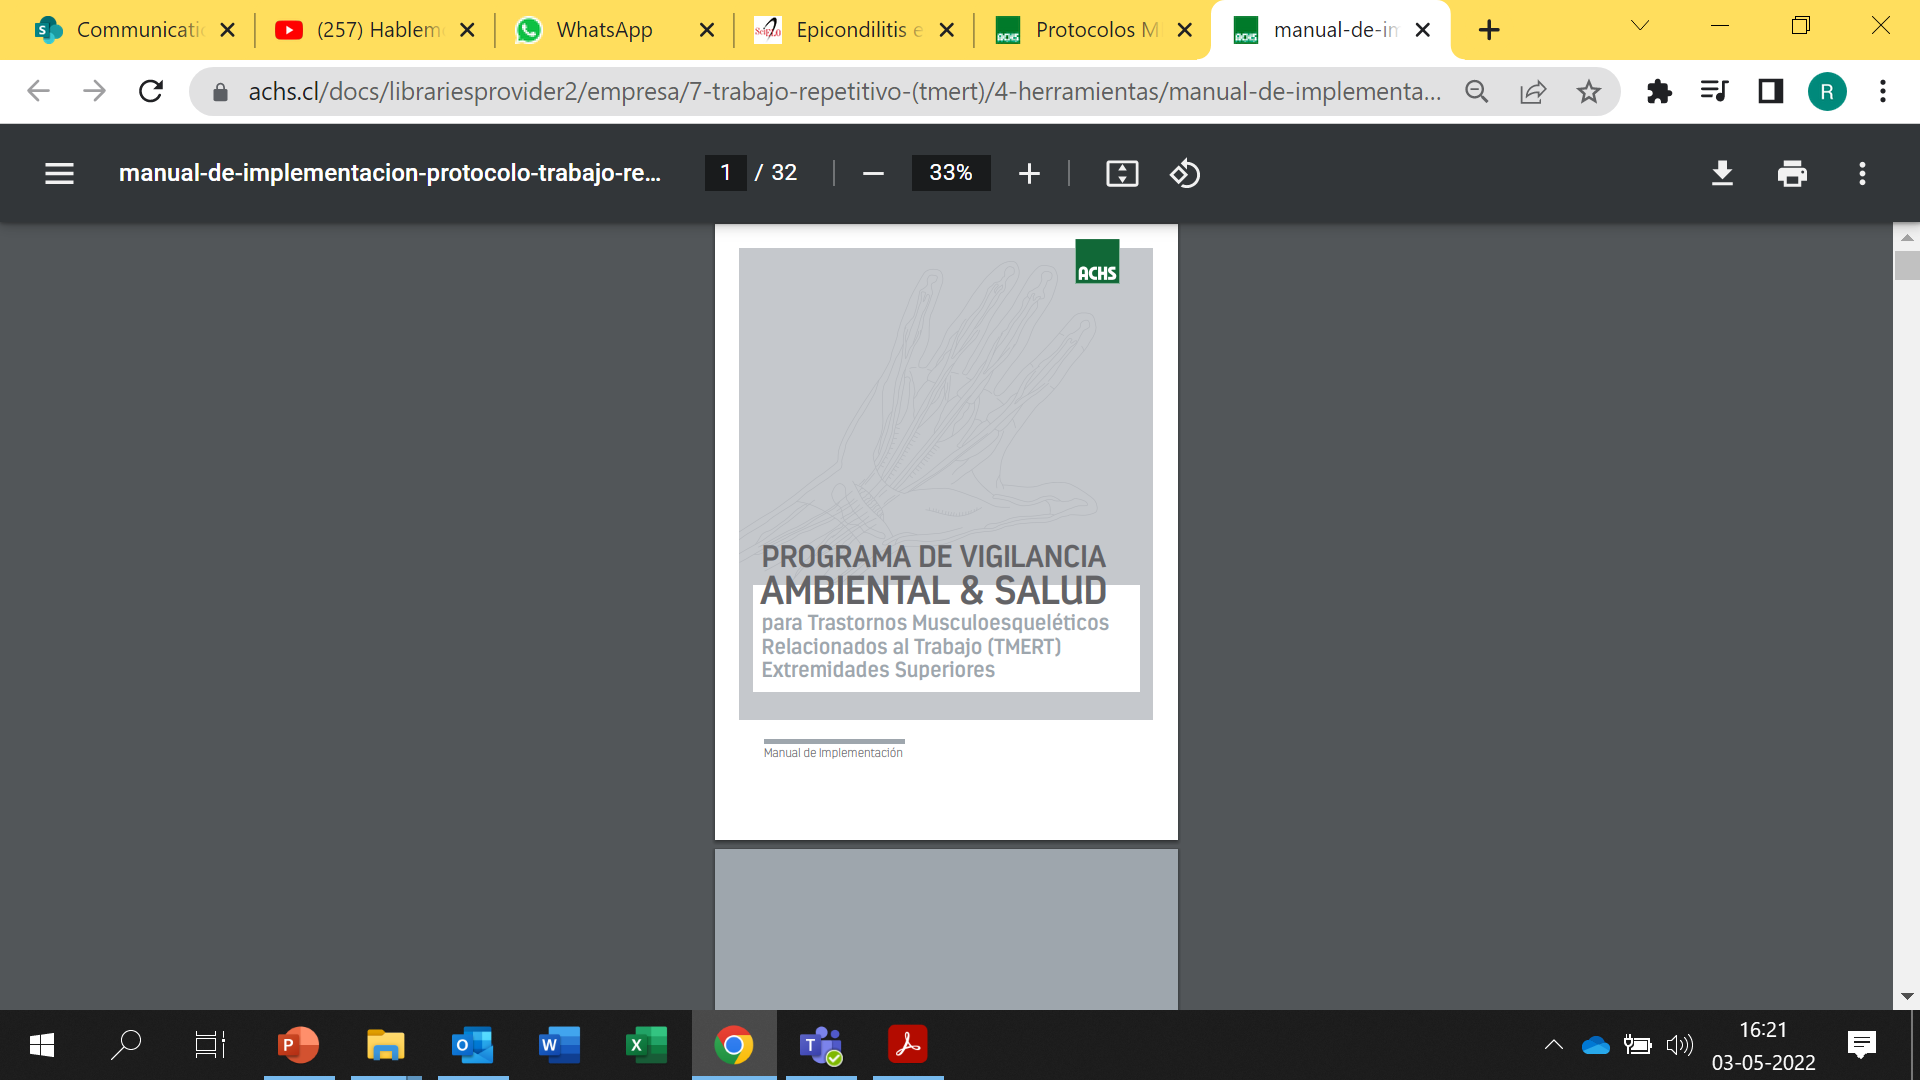 Communicati
(257) Hableme
WhatsApp
Epicondilitis e
Protocolos M
manual-de-im
achs.cl/docs/librariesprovider2/empresa/7-trabajo-repetitivo-(tmert)/4-herramientas/manual-de-implementa...
R
manual-de-implementacion-protocolo-trabajo-re...
1 / 32
33%
ACHS
PROGRAMA DE VIGILANCIA
AMBIENTAL & SALUD
para Trastornos Musculoesqueléticos
Relacionados al Trabajo (TMERT)
Extremidades Superiores
Manual de Implementación
16:21
03-05-2022